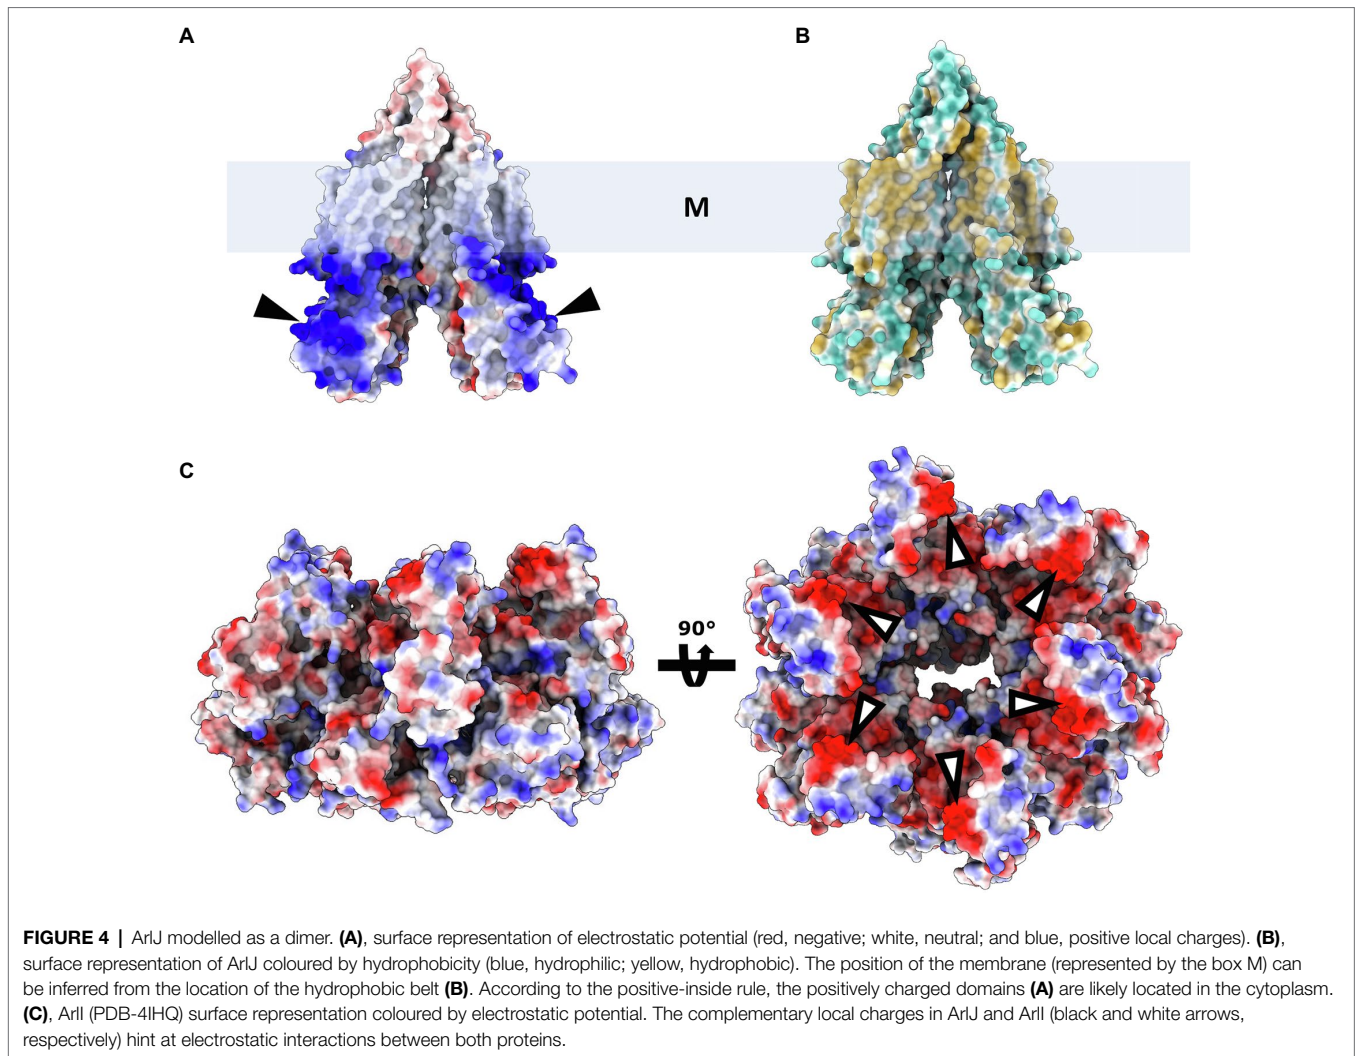 A
B
M
C
90°
FIGURE 4 | ArlJ modelled as a dimer. (A), surface representation of electrostatic potential (red, negative; white, neutral; and blue, positive local charges). (B),
surface representation of ArlJ coloured by hydrophobicity (blue, hydrophilic; yellow, hydrophobic). The position of the membrane (represented by the box M) can
be inferred from the location of the hydrophobic belt (B). According to the positive-inside rule, the positively charged domains (A) are likely located in the cytoplasm.
(C), ArlI (PDB-4IHQ) surface representation coloured by electrostatic potential. The complementary local charges in ArlJ and ArlI (black and white arrows,
respectively) hint at electrostatic interactions between both proteins.